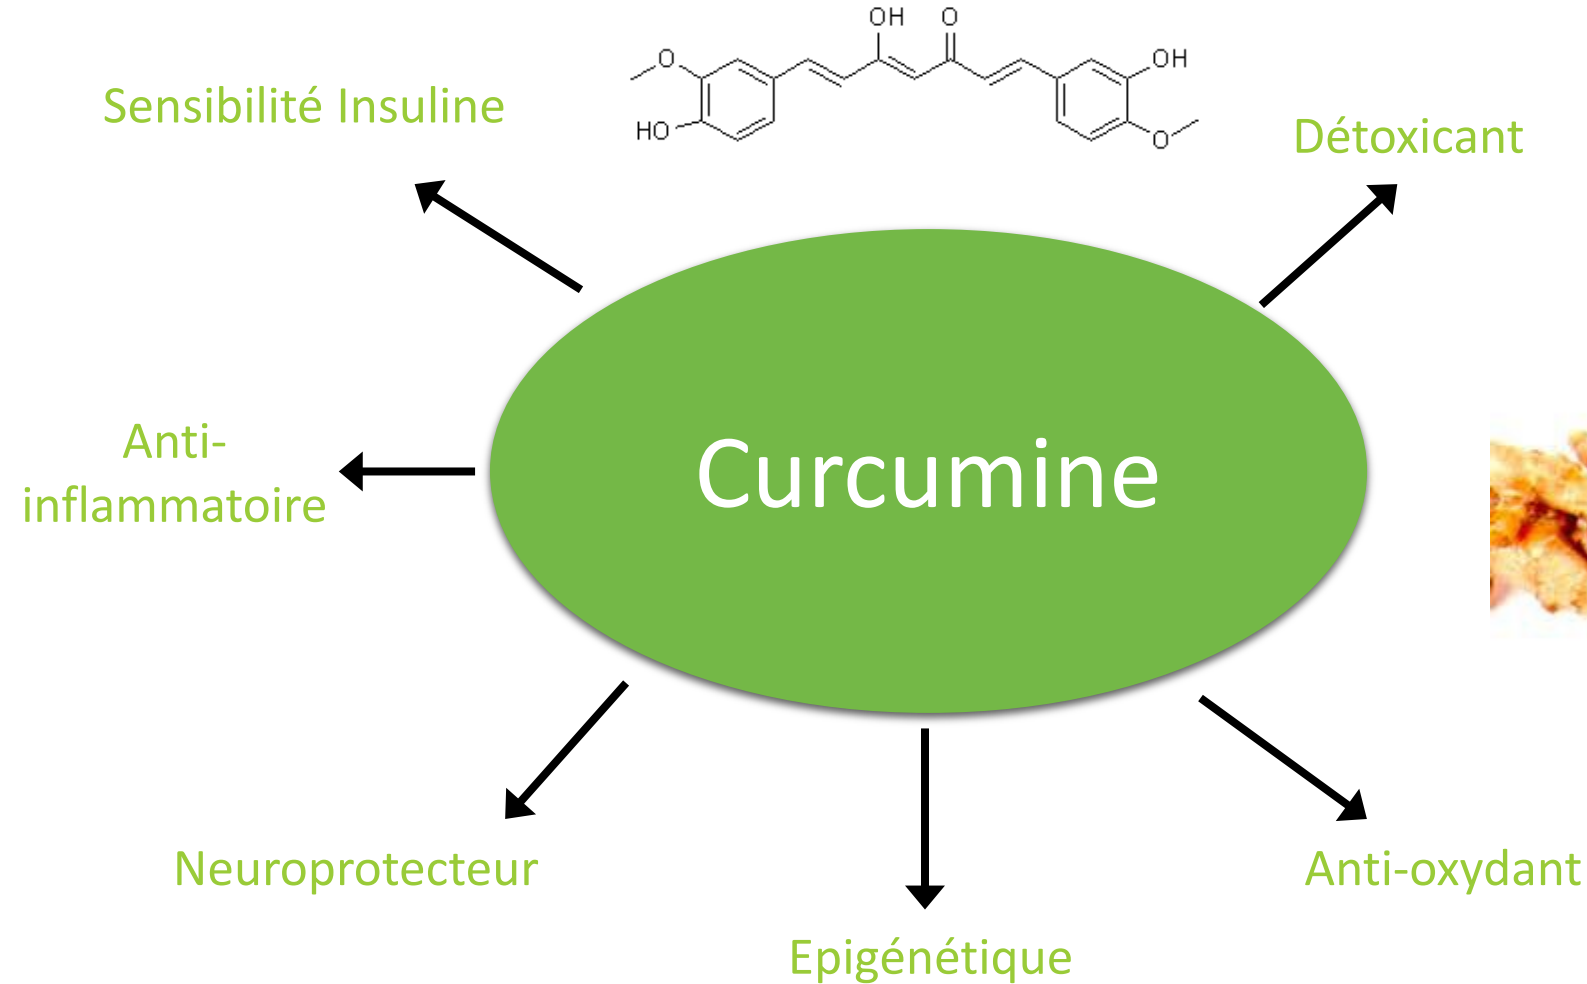 OH O
O
OH
HO
O
Sensibilité Insuline
Détoxicant
Anti-
inflammatoire
Curcumine
Neuroprotecteur
Anti-oxydant
Epigénétique